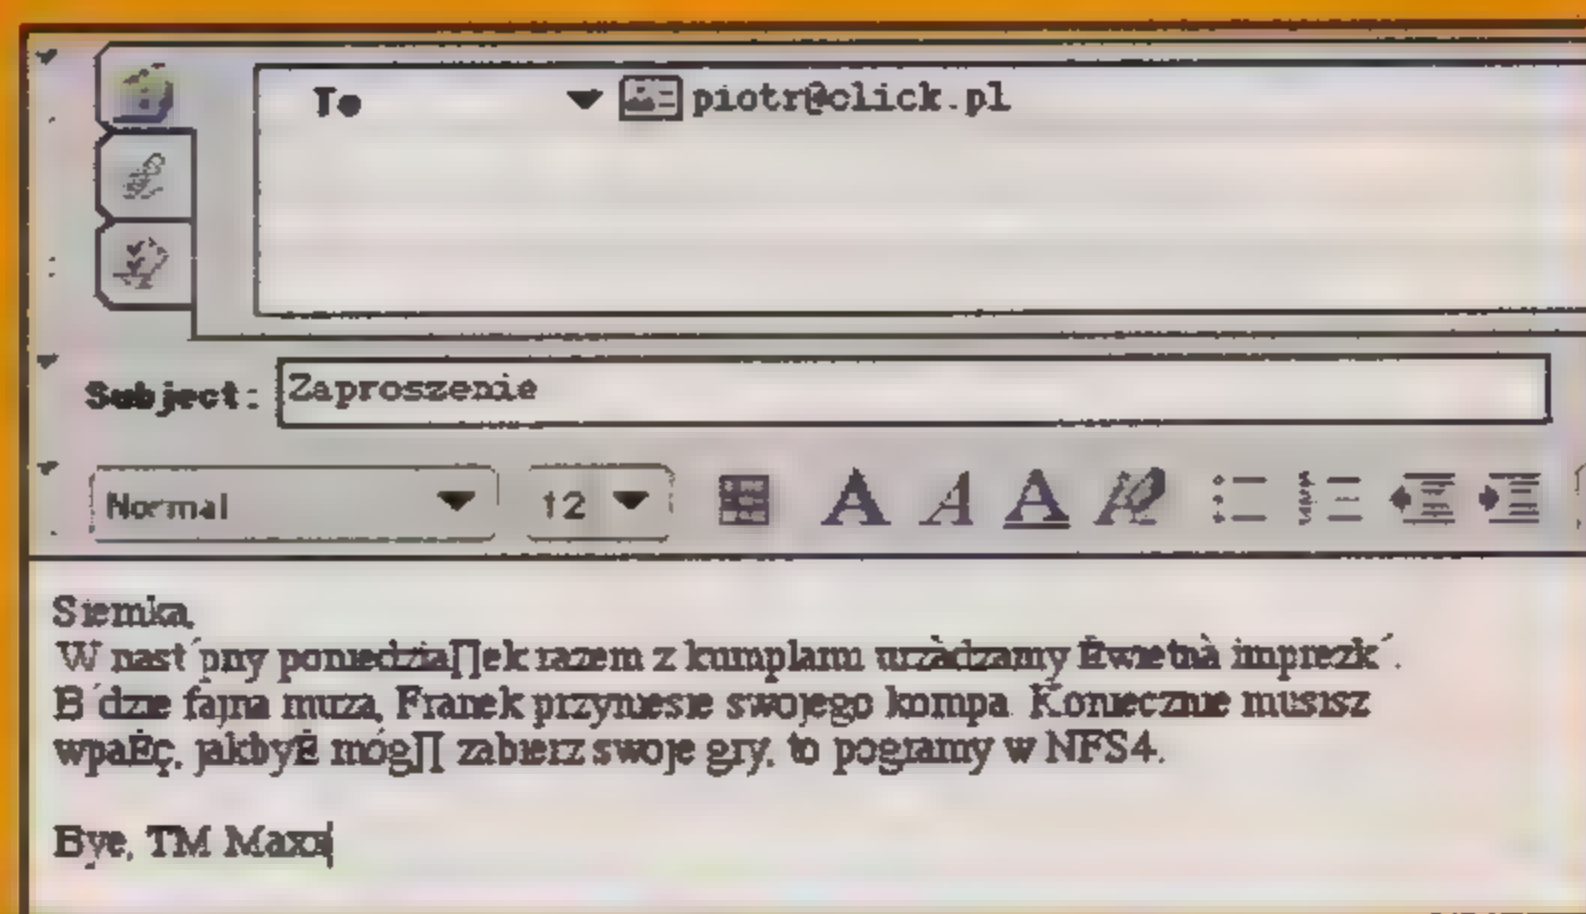 To piotr@click.pl
Subject: Zaproszenie
Normal 12
Siemka,
W nast´pny poniedzia∏ek razem z kumplami urzàdzamy Êwietnà imprezk´.
B´dzie fajna muza, Franek przyniesie swojego kompa. Koniecznie musisz
wpaÊç, jakbyÊ móg∏ zabierz swoje gry, to pogramy w NFS4.
Bye, TM Maxx